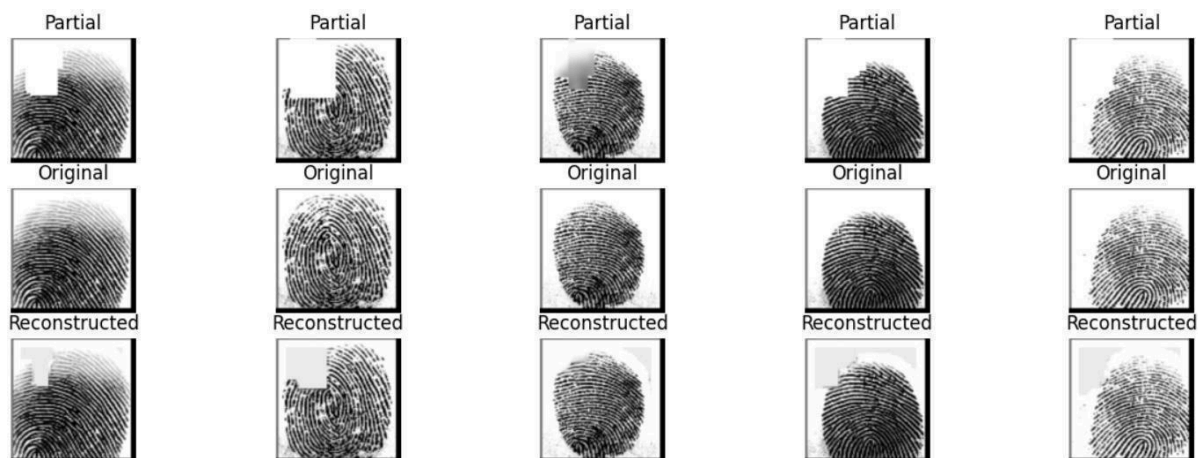 Partial Partial Partial Partial Partial
Original Original Original Original Original
Reconstructed Reconstructed Reconstructed Reconstructed Reconstructed